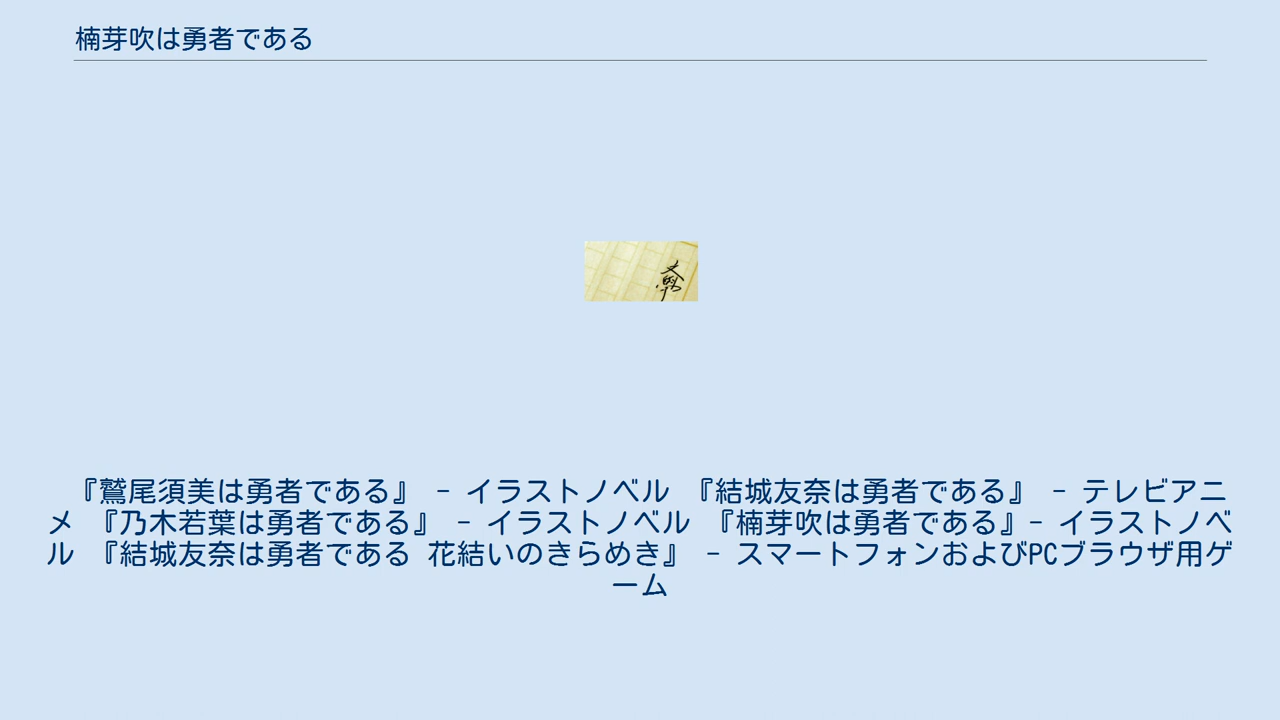 楠芽吹は勇者である
『鷲尾須美は勇者である』 - イラストノベル 『結城友奈は勇者である』 - テレビアニ
メ 『乃木若葉は勇者である』 - イラストノベル 『楠芽吹は勇者である』- イラストノベ
ル 『結城友奈は勇者である 花結いのきらめき』 - スマートフォンおよびPCブラウザ用ゲ
ーム